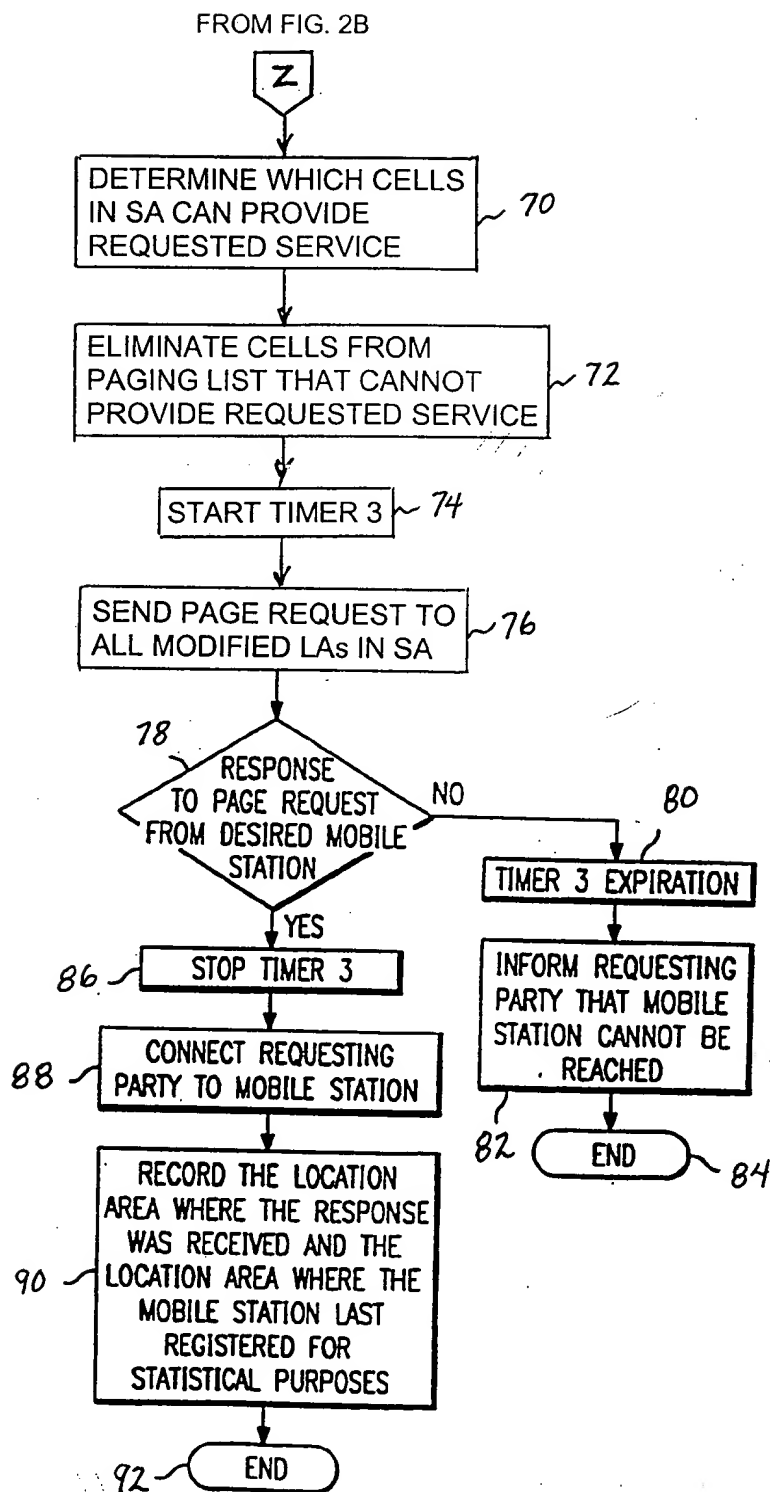 FROM FIG. 2B
Z
DETERMINE WHICH CELLS
IN SA CAN PROVIDE
REQUESTED SERVICE
70
ELIMINATE CELLS FROM
PAGING LIST THAT CANNOT
PROVIDE REQUESTED SERVICE
72
START TIMER 3
74
SEND PAGE REQUEST TO
ALL MODIFIED LAs IN SA
76
78
RESPONSE
TO PAGE REQUEST
FROM DESIRED MOBILE
STATION
NO
80
TIMER 3 EXPIRATION
INFORM REQUESTING
PARTY THAT MOBILE
STATION CANNOT BE
REACHED
82
END
84
YES
86
STOP TIMER 3
88
CONNECT REQUESTING
PARTY TO MOBILE STATION
90
RECORD THE LOCATION
AREA WHERE THE RESPONSE
WAS RECEIVED AND THE
LOCATION AREA WHERE THE
MOBILE STATION LAST
REGISTERED FOR
STATISTICAL PURPOSES
92
END